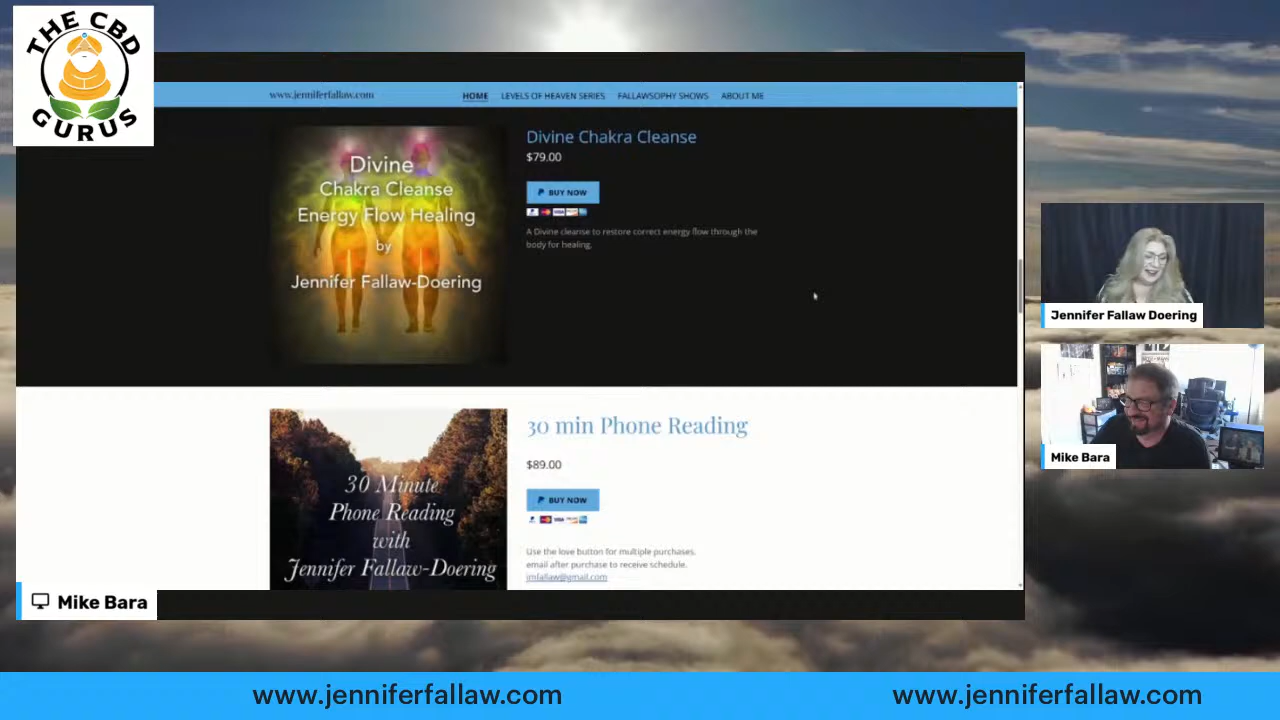 THE CBD
GURUS
www.jenniferfallaw.com
HOME LEVELS OF HEAVEN SERIES FALLAWSOPHY SHOWS ABOUT ME
Divine
Chakra Cleanse
Energy Flow Healing
by
Jennifer Fallaw-Doering
Divine Chakra Cleanse
$79.00
BUY NOW
A Divine cleanse to restore correct energy flow through the
body for healing.
30 Minute
Phone Reading
with
Jennifer Fallaw-Doering
30 min Phone Reading
$89.00
BUY NOW
Use the love button for multiple purchases,
email after purchase to receive schedule.
jmfallaw@gmail.com
Jennifer Fallaw Doering
Mike Bara
Mike Bara
www.jenniferfallaw.com www.jenniferfallaw.com